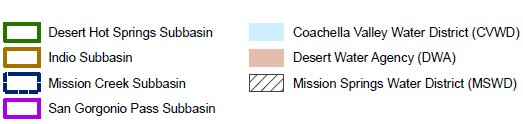 Desert Hot Springs Subbasin
Indio Subbasin
Mission Creek Subbasin
San Gorgonio Pass Subbasin
Coachella Valley Water District (CVWD)
Desert Water Agency (DWA)
Mission Springs Water District (MSWD)